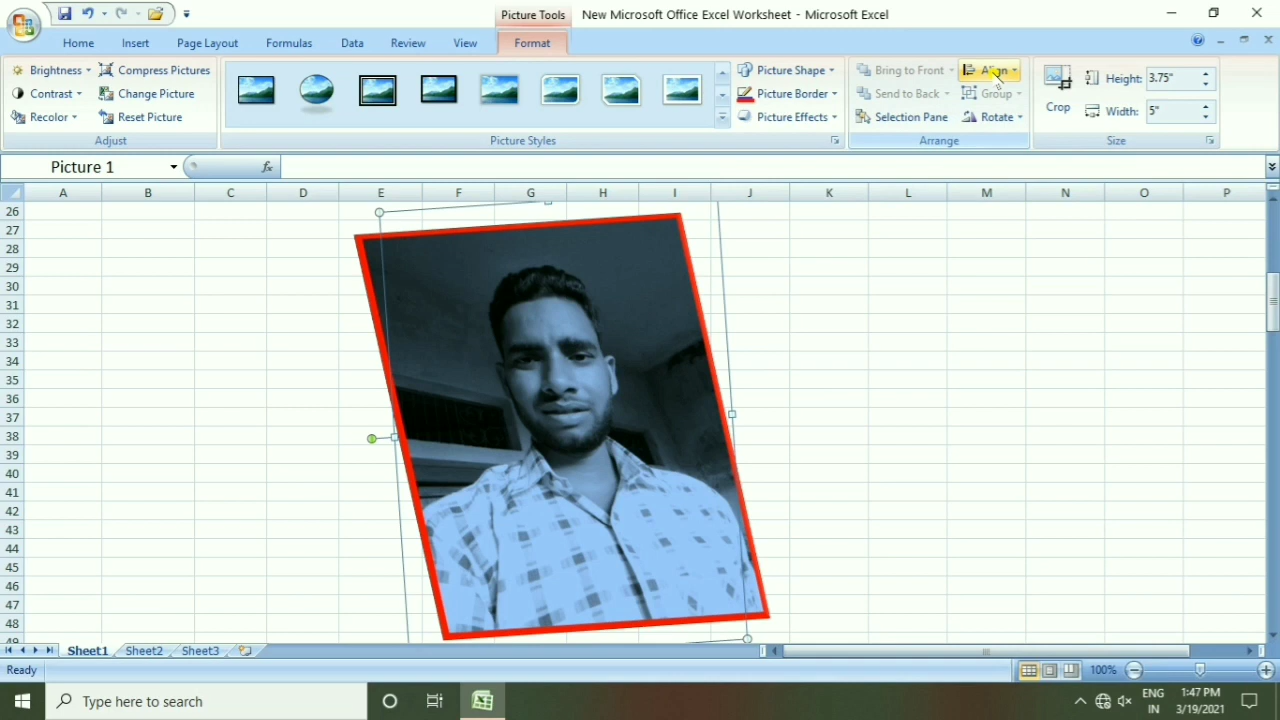 Picture Tools
New Microsoft Office Excel Worksheet - Microsoft Excel
Home Insert Page Layout Formulas Data Review View Format
Brightness Compress Pictures
Contrast Change Picture
Recolor Reset Picture
Adjust
Picture Shape
Picture Border
Picture Effects
Picture Styles
Bring to Front Align
Send to Back Group
Selection Pane Rotate
Arrange
Crop
Height: 3.75"
Width: 5"
Size
Picture 1 fx
A B C D E F G H I J K L M N O P
26
27
28
29
30
31
32
33
34
35
36
37
38
39
40
41
42
43
44
45
46
47
48
49
Sheet1 Sheet2 Sheet3
Ready 100%
Type here to search
ENG
IN
1:47 PM
3/19/2021